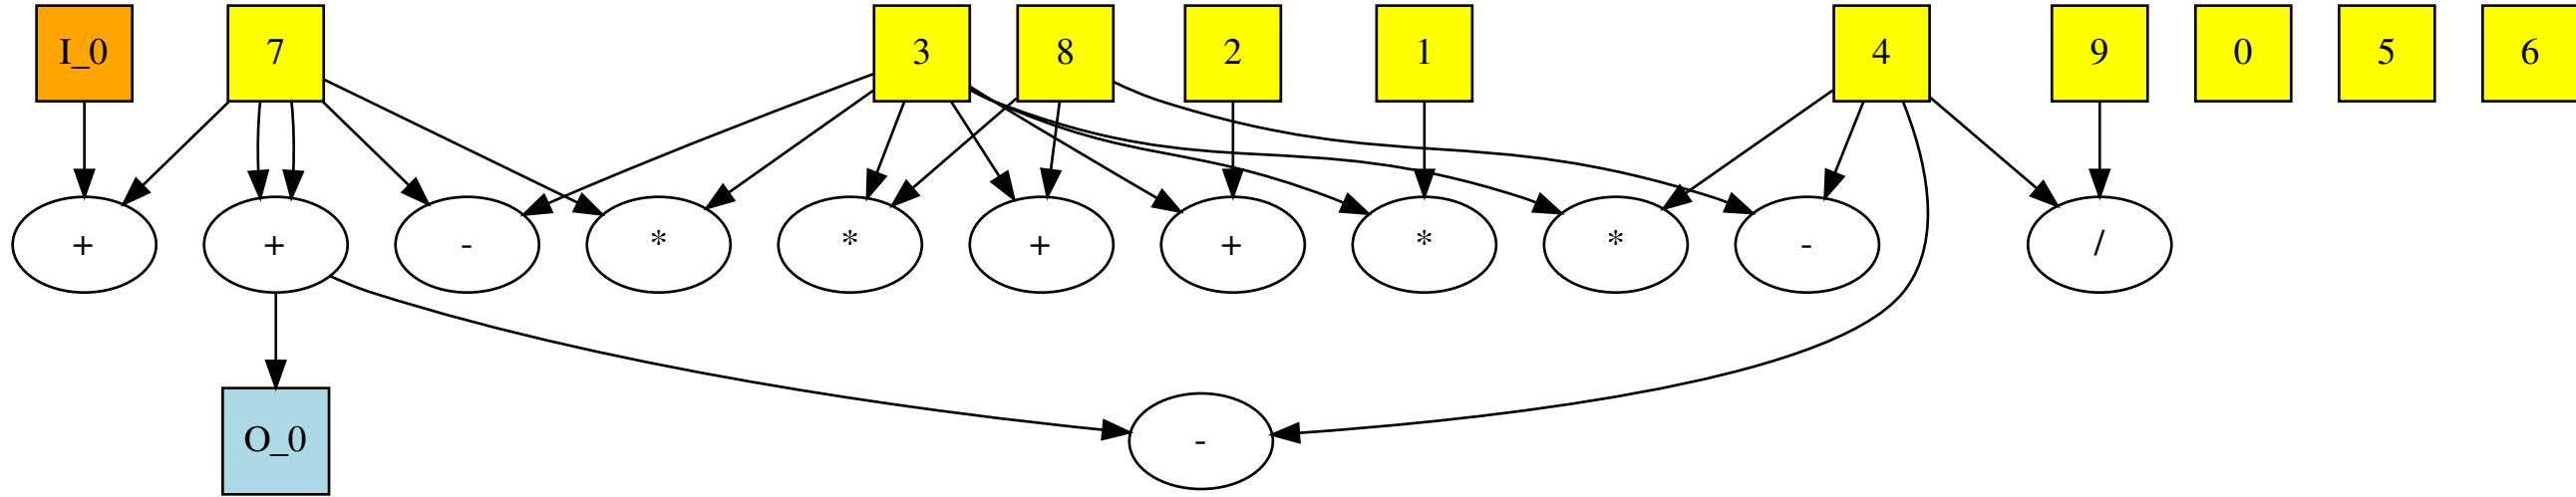 I_0 7 3 8 2 1 4 9 0 5 6
+ + - * * + + * * - /
O_0 -